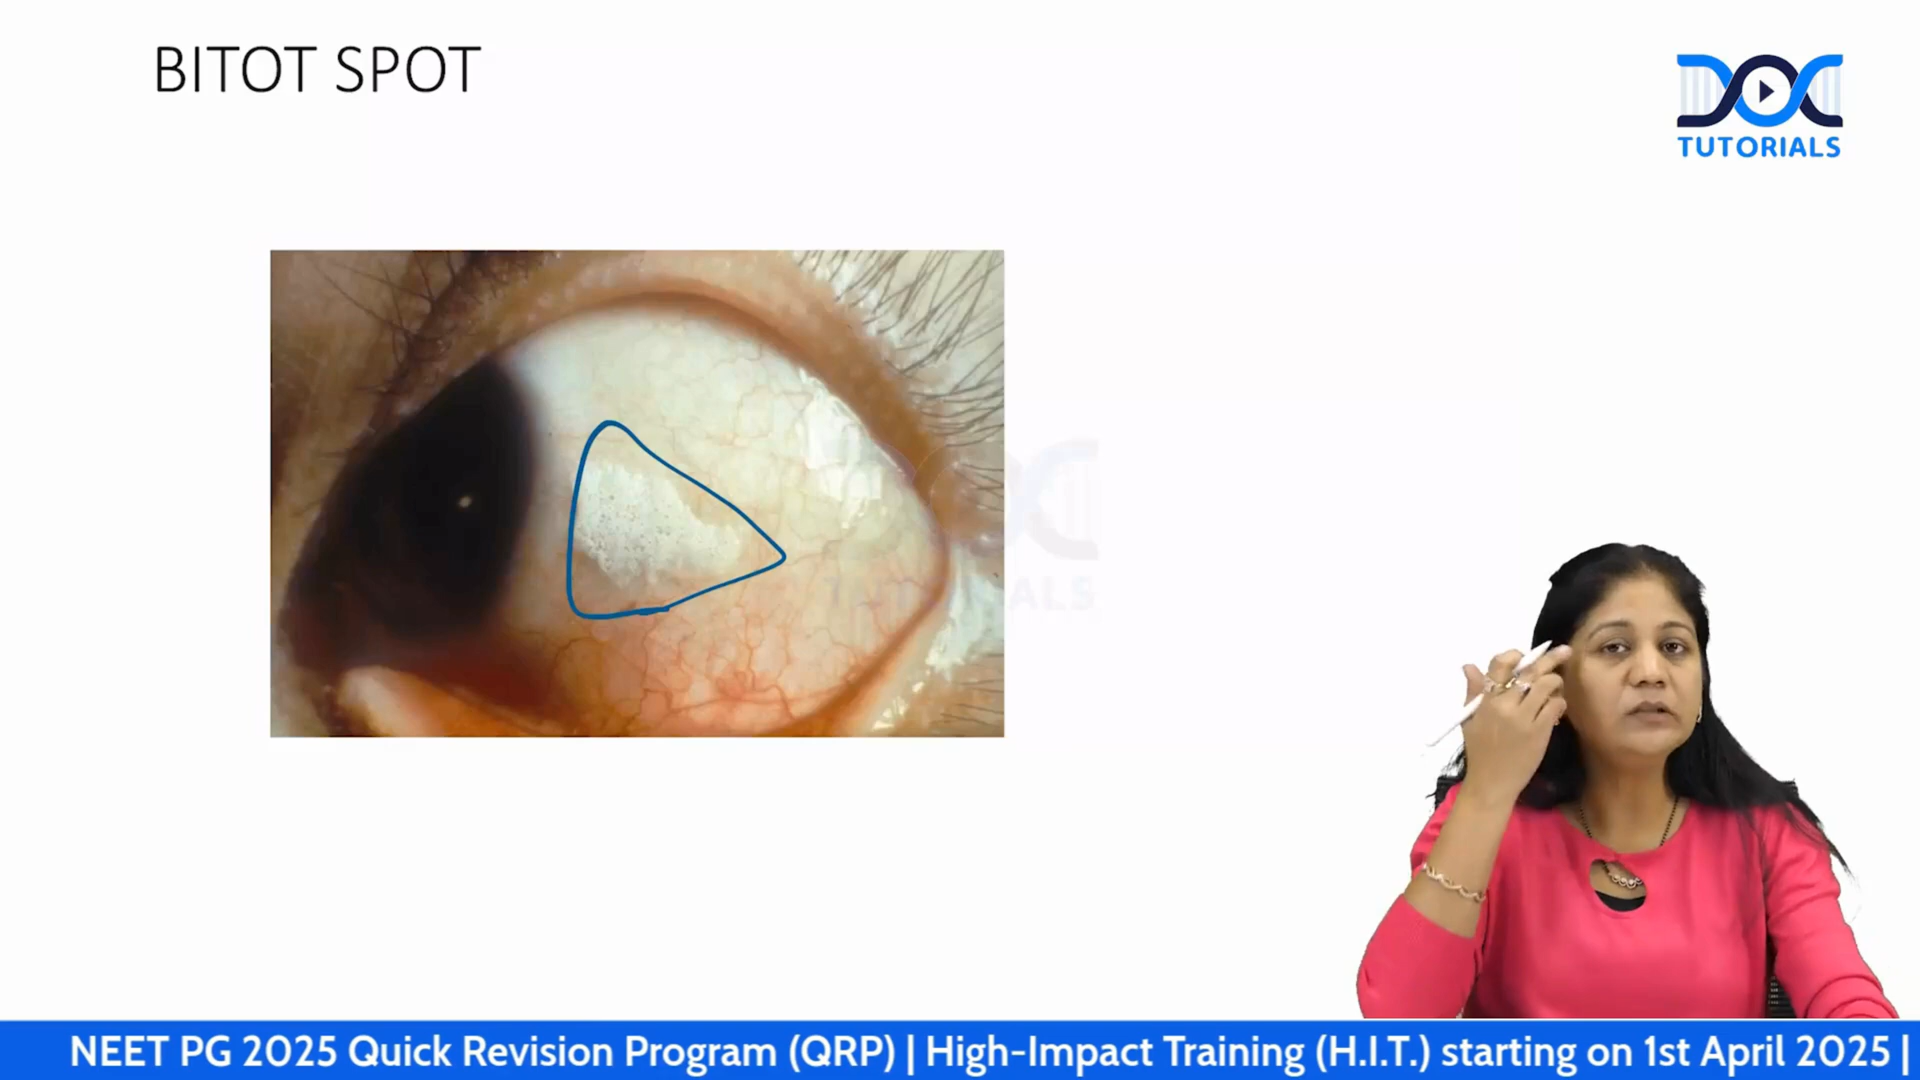 BITOT SPOT
TUTORIALS
NEET PG 2025 Quick Revision Program (QRP) | High-Impact Training (H.I.T.) starting on 1st April 2025 |